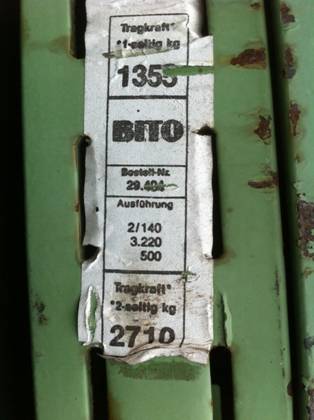 Tragkraft*
*1-seitig kg
1355
BITO
Bestell-Nr.
29.494
Ausführung
2/140
3.220
500
Tragkraft*
*2-seitig kg
2710